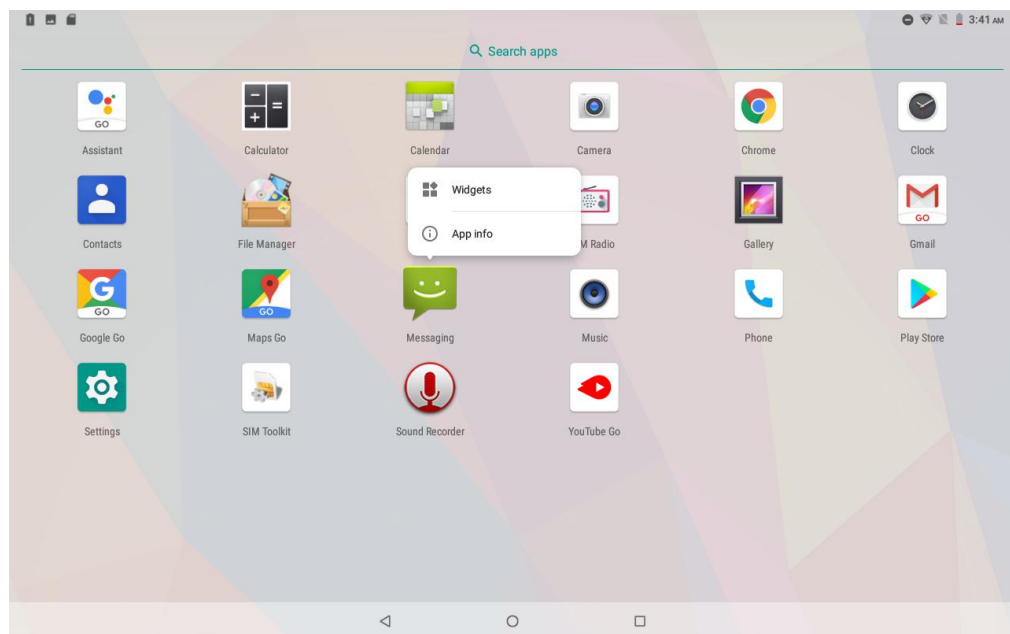 3:41 AM
Search apps
GO
Assistant
Calculator
Calendar
Camera
Chrome
Clock
Widgets
App info
Contacts
File Manager
M Radio
Gallery
GO
Gmail
G
GO
Google Go
GO
Maps Go
Messaging
Music
Phone
Play Store
Settings
SIM Toolkit
Sound Recorder
YouTube Go